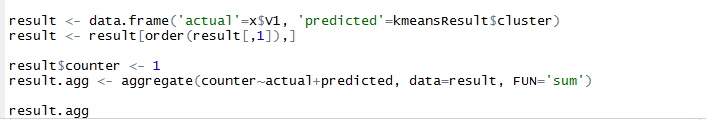 result <- data.frame('actual'=x$V1, 'predicted'=kmeansResult$cluster)
result <- result[order(result[,1]),]
result$counter <- 1
result.agg <- aggregate(counter~actual+predicted, data=result, FUN='sum')
result.agg